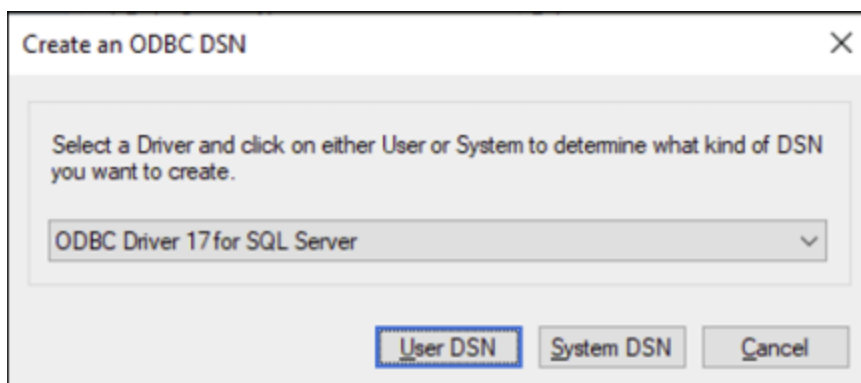 Create an ODBC DSN
Select a Driver and click on either User or System to determine what kind of DSN
you want to create.
ODBC Driver 17 for SQL Server
User DSN System DSN Cancel